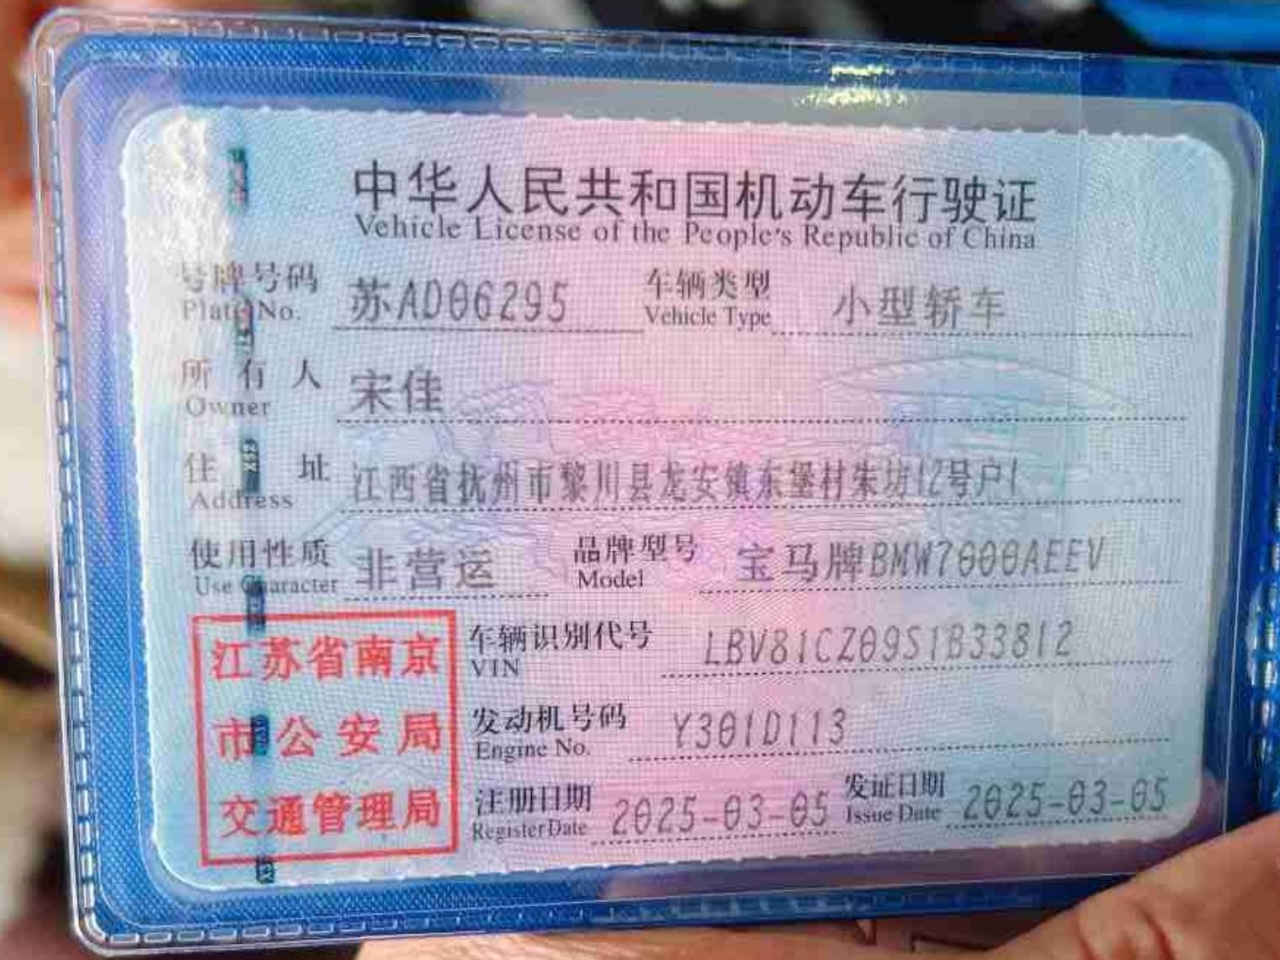 中华人民共和国机动车行驶证
Vehicle License of the People's Republic of China
号牌号码 苏AD06295 车辆类型 小型轿车
Plate No. Vehicle Type
所有人 宋佳
Owner
住址 江西省抚州市黎川县龙安镇东堡村朱坊12号户1
Address
使用性质 非营运 品牌型号 宝马牌BMW7000AEEV
Use Character Model
江苏省南京
市公安局
交通管理局
车辆识别代号 LBV81CZ09S1B33812
VIN
发动机号码 Y301D113
Engine No.
注册日期 2025-03-05 发证日期 2025-03-05
Register Date Issue Date